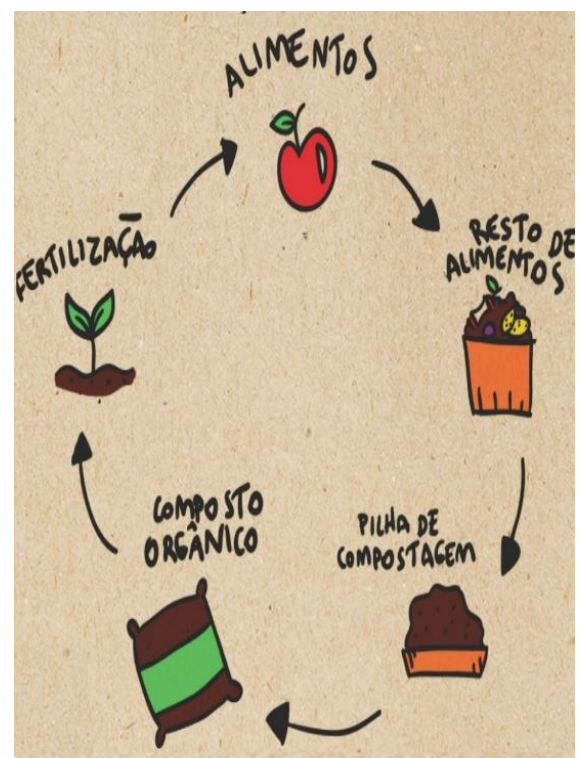 ALIMENTOS
RESTO DE
ALIMENTOS
PILHA DE
COMPOSTAGEM
COMPOSTO
ORGÂNICO
FERTILIZAÇÃO